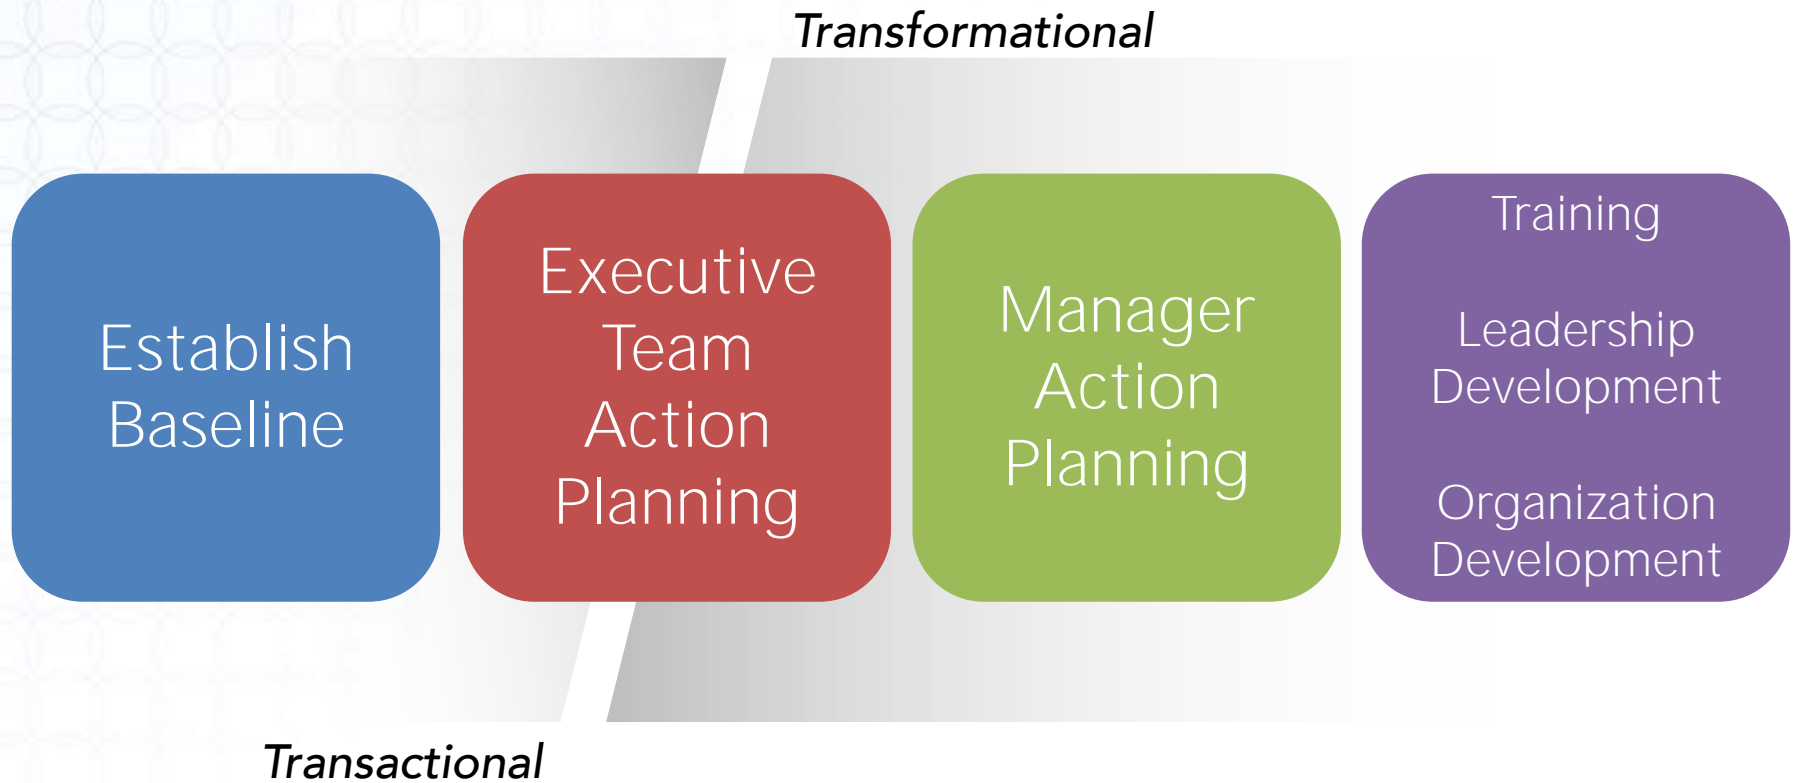 Transformational
Establish
Baseline
Executive
Team
Action
Planning
Manager
Action
Planning
Training
Leadership
Development
Organization
Development
Transactional